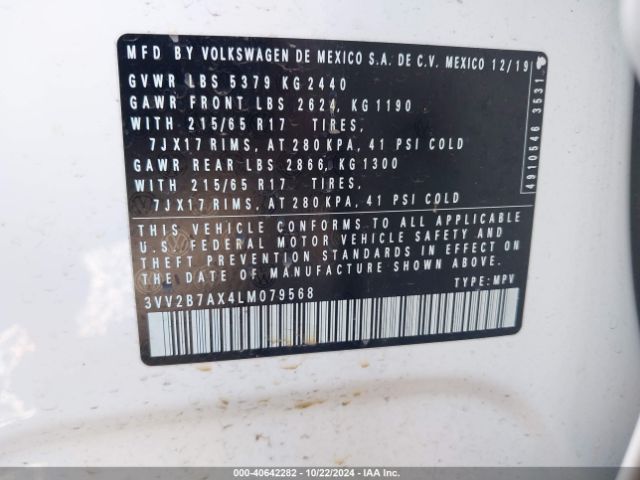 MFD BY VOLKSWAGEN DE MEXICO S.A. DE C.V. MEXICO 12/19
GVWR LBS 5379 KG 2440
GAWR FRONT LBS 2624, KG 1190
WITH 215/65 R17 TIRES,
7JX17 RIMS, AT 280 KPA, 41 PSI COLD
GAWR REAR LBS 2866, KG 1300
WITH 215/65 R17 TIRES,
7JX17 RIMS, AT 280 KPA, 41 PSI COLD
THIS VEHICLE CONFORMS TO ALL APPLICABLE
U.S. FEDERAL MOTOR VEHICLE SAFETY AND
THEFT PREVENTION STANDARDS IN EFFECT ON
THE DATE OF MANUFACTURE SHOWN ABOVE.
3VV2B7AX4LM079568 TYPE: MPV
4910546 3531
000-40642282 - 10/22/2024 - IAA, Inc.